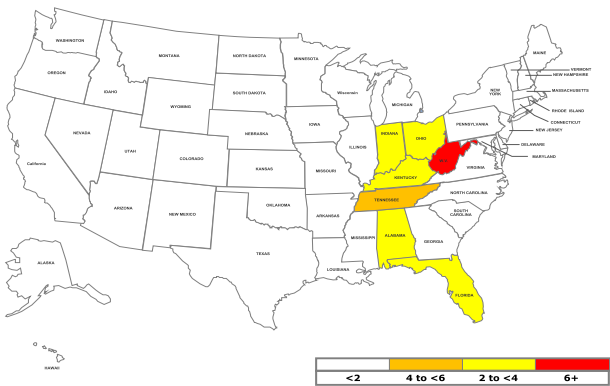 WASHINGTON
OREGON
California
NEVADA
IDAHO
MONTANA
WYOMING
UTAH
COLORADO
ARIZONA
NEW MEXICO
NORTH DAKOTA
SOUTH DAKOTA
NEBRASKA
KANSAS
OKLAHOMA
TEXAS
MINNESOTA
IOWA
MISSOURI
ARKANSAS
LOUISIANA
Wisconsin
ILLINOIS
MICHIGAN
INDIANA
OHIO
KENTUCKY
TENNESSEE
MISSISSIPPI
ALABAMA
GEORGIA
FLORIDA
SOUTH
CAROLINA
NORTH CAROLINA
VIRGINIA
PENNSYLVANIA
NEW
YORK
MAINE
VERMONT
NEW HAMPSHIRE
MASSACHUSETTS
RHODE ISLAND
CONNECTICUT
NEW JERSEY
DELAWARE
MARYLAND
ALASKA
HAWAII
<2
4 to <6
2 to <4
6+